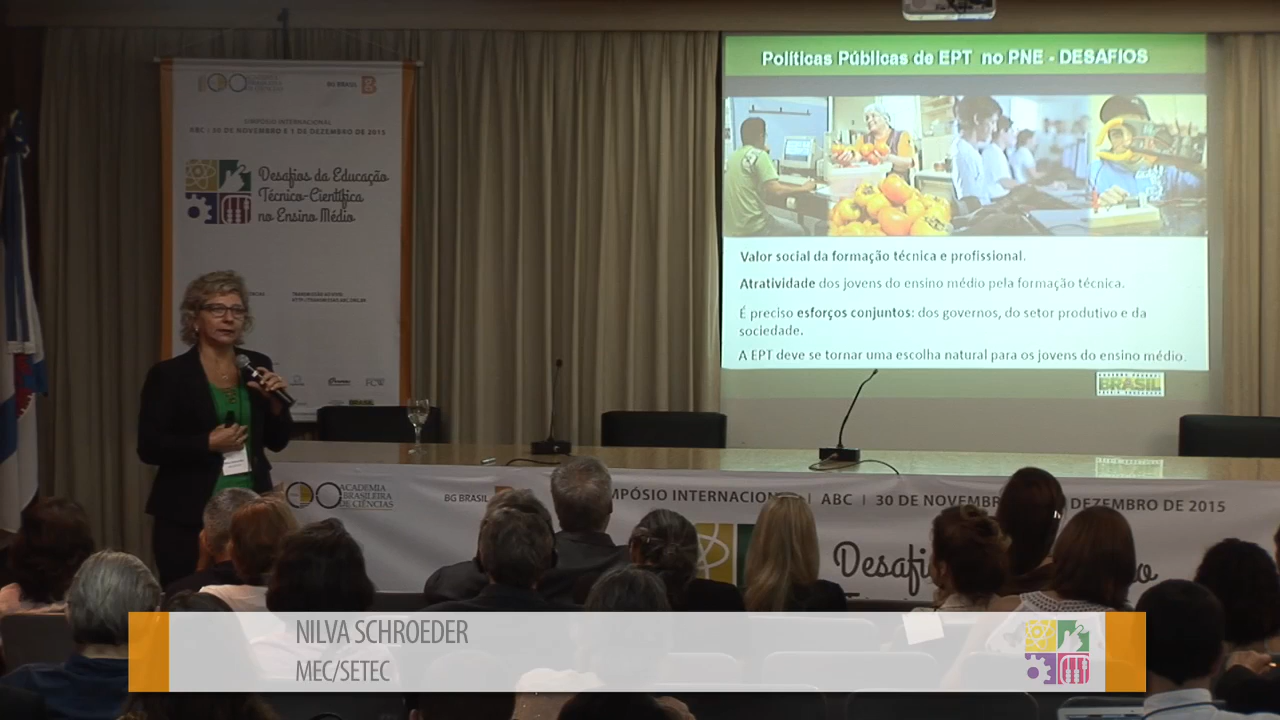 Políticas Públicas de EPT no PNE - DESAFIOS
Valor social da formação técnica e profissional.
Atratividade dos jovens do ensino médio pela formação técnica.
É preciso esforços conjuntos: dos governos, do setor produtivo e da
sociedade.
A EPT deve se tornar uma escolha natural para os jovens do ensino médio.
BRASIL
ACADEMIA
BRASILEIRA
DE CIÊNCIAS
BG BRASIL
SIMPÓSIO INTERNACIONAL
ABC | 30 DE NOVEMBRO E 1 DE DEZEMBRO DE 2015
Desafios da Educação
Técnico-Científica
no Ensino Médio
ACADEMIA
BRASILEIRA
DE CIÊNCIAS
BG BRASIL
MPÓSIO INTERNACION | ABC | 30 DE NOVEMBR DEZEMBRO DE 2015
Desafi
NILVA SCHROEDER
MEC/SETEC